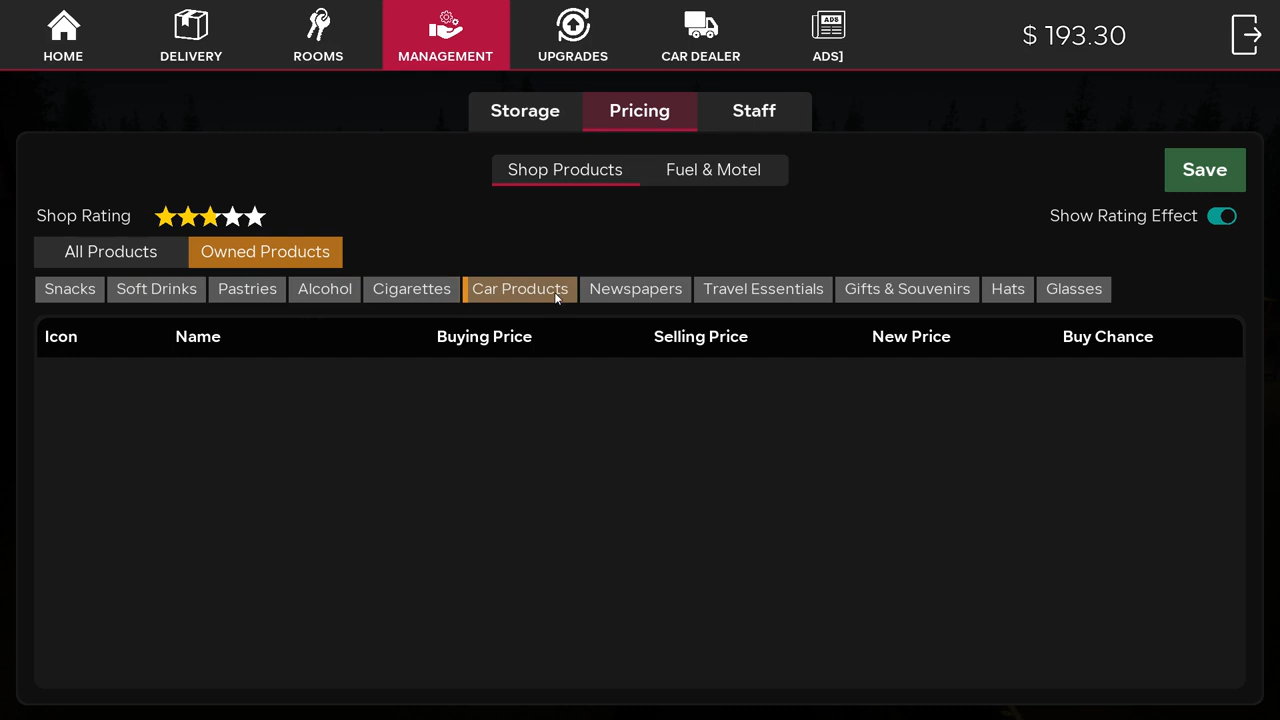 HOME DELIVERY ROOMS MANAGEMENT UPGRADES CAR DEALER ADS] $ 193.30
ADS
Storage Pricing Staff
Shop Products Fuel & Motel Save
Shop Rating Show Rating Effect
All Products Owned Products
Snacks Soft Drinks Pastries Alcohol Cigarettes Car Products Newspapers Travel Essentials Gifts & Souvenirs Hats Glasses
Icon Name Buying Price Selling Price New Price Buy Chance